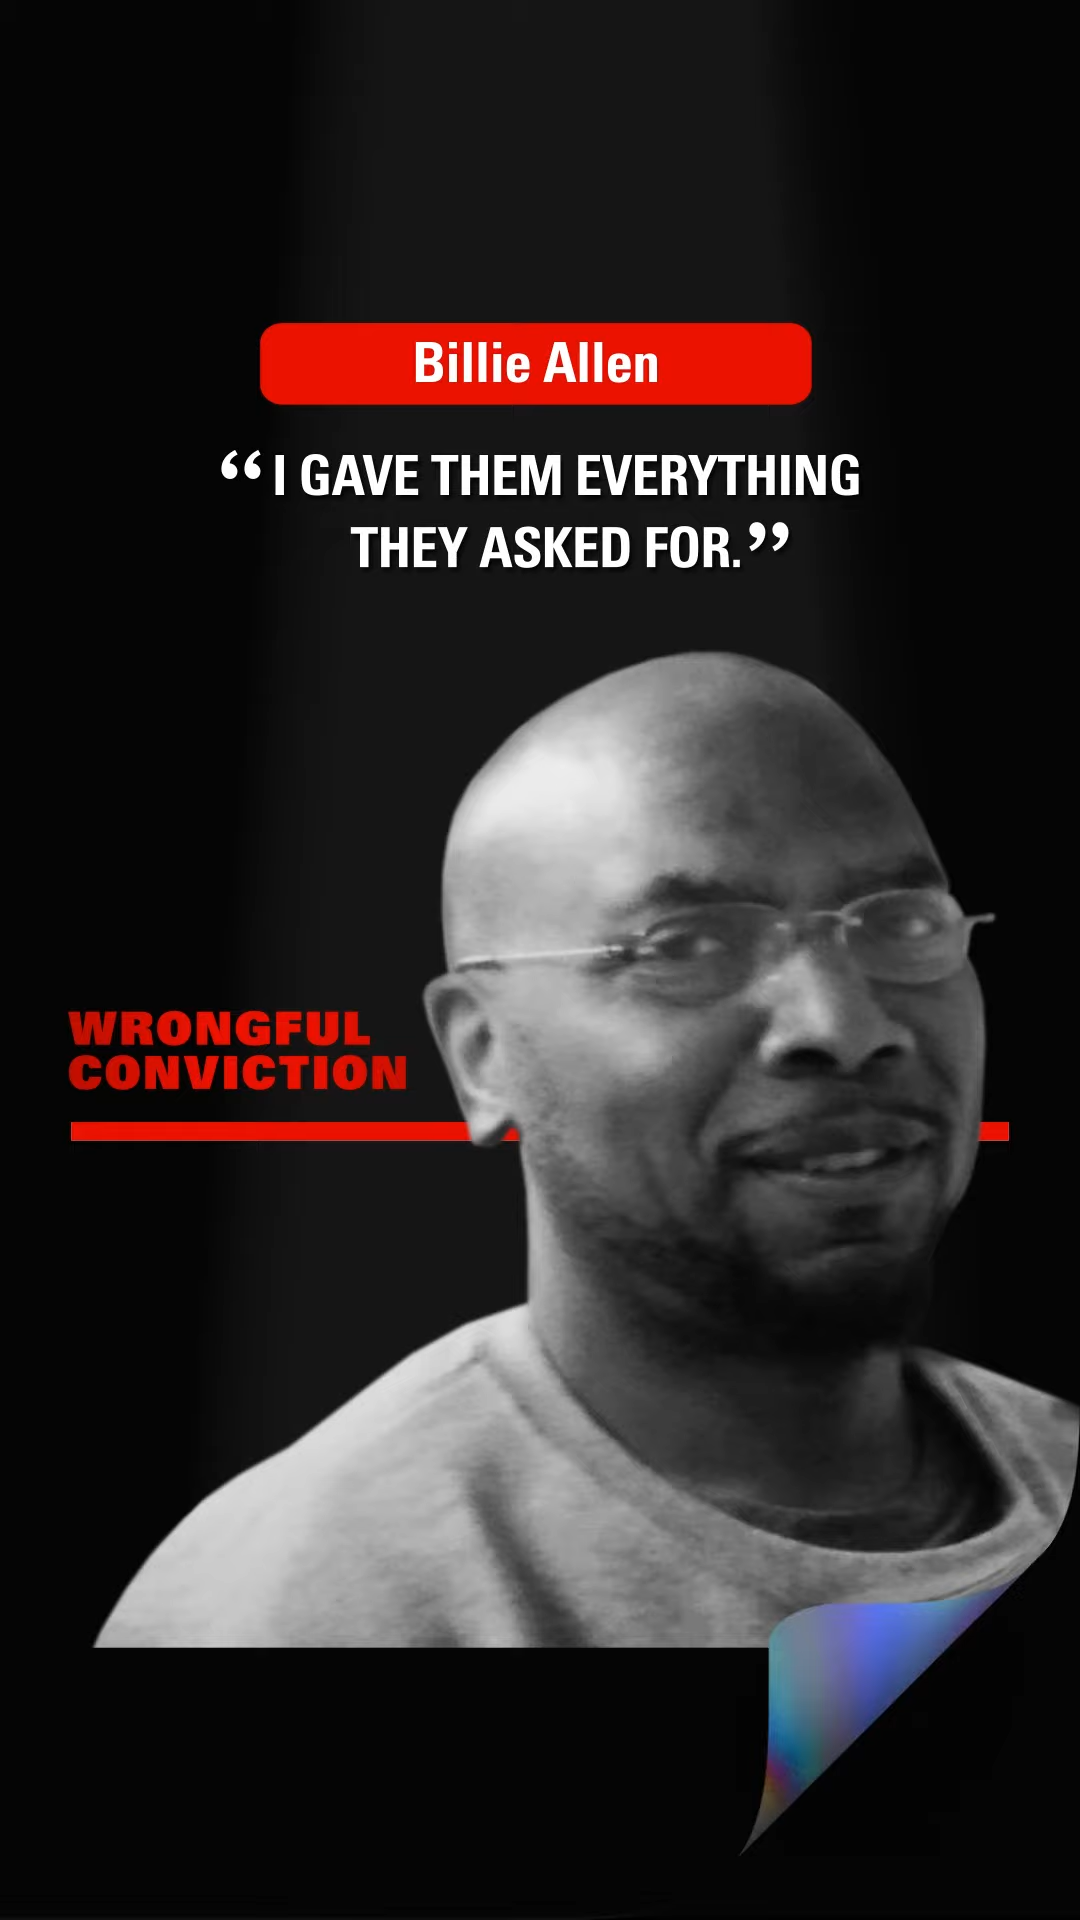 Billie Allen
“I GAVE THEM EVERYTHING
THEY ASKED FOR.”
WRONGFUL
CONVICTION